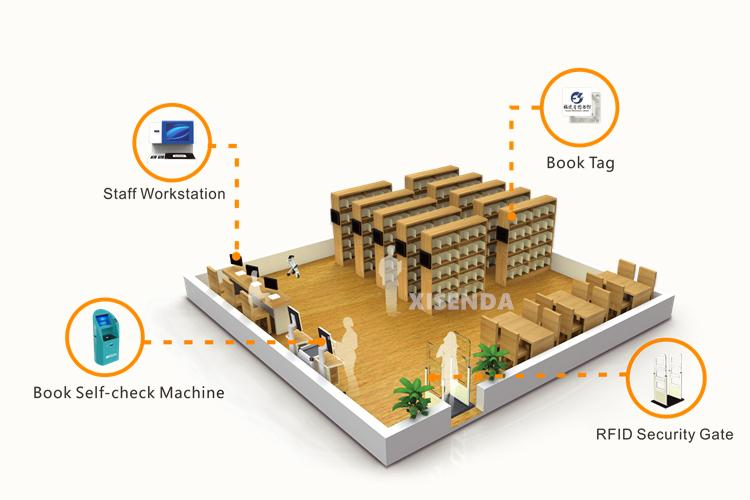 Book Tag
Staff Workstation
XISENDA
Book Self-check Machine
RFID Security Gate